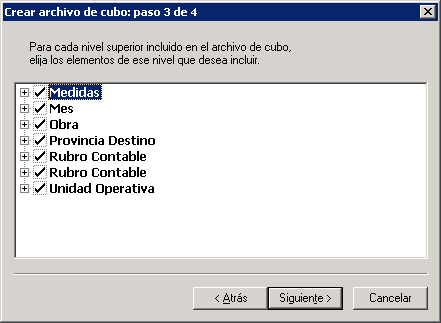 Crear archivo de cubo: paso 3 de 4
Para cada nivel superior incluido en el archivo de cubo,
elija los elementos de ese nivel que desea incluir.
Medidas
Mes
Obra
Provincia Destino
Rubro Contable
Rubro Contable
Unidad Operativa
< Atrás
Siguiente >
Cancelar